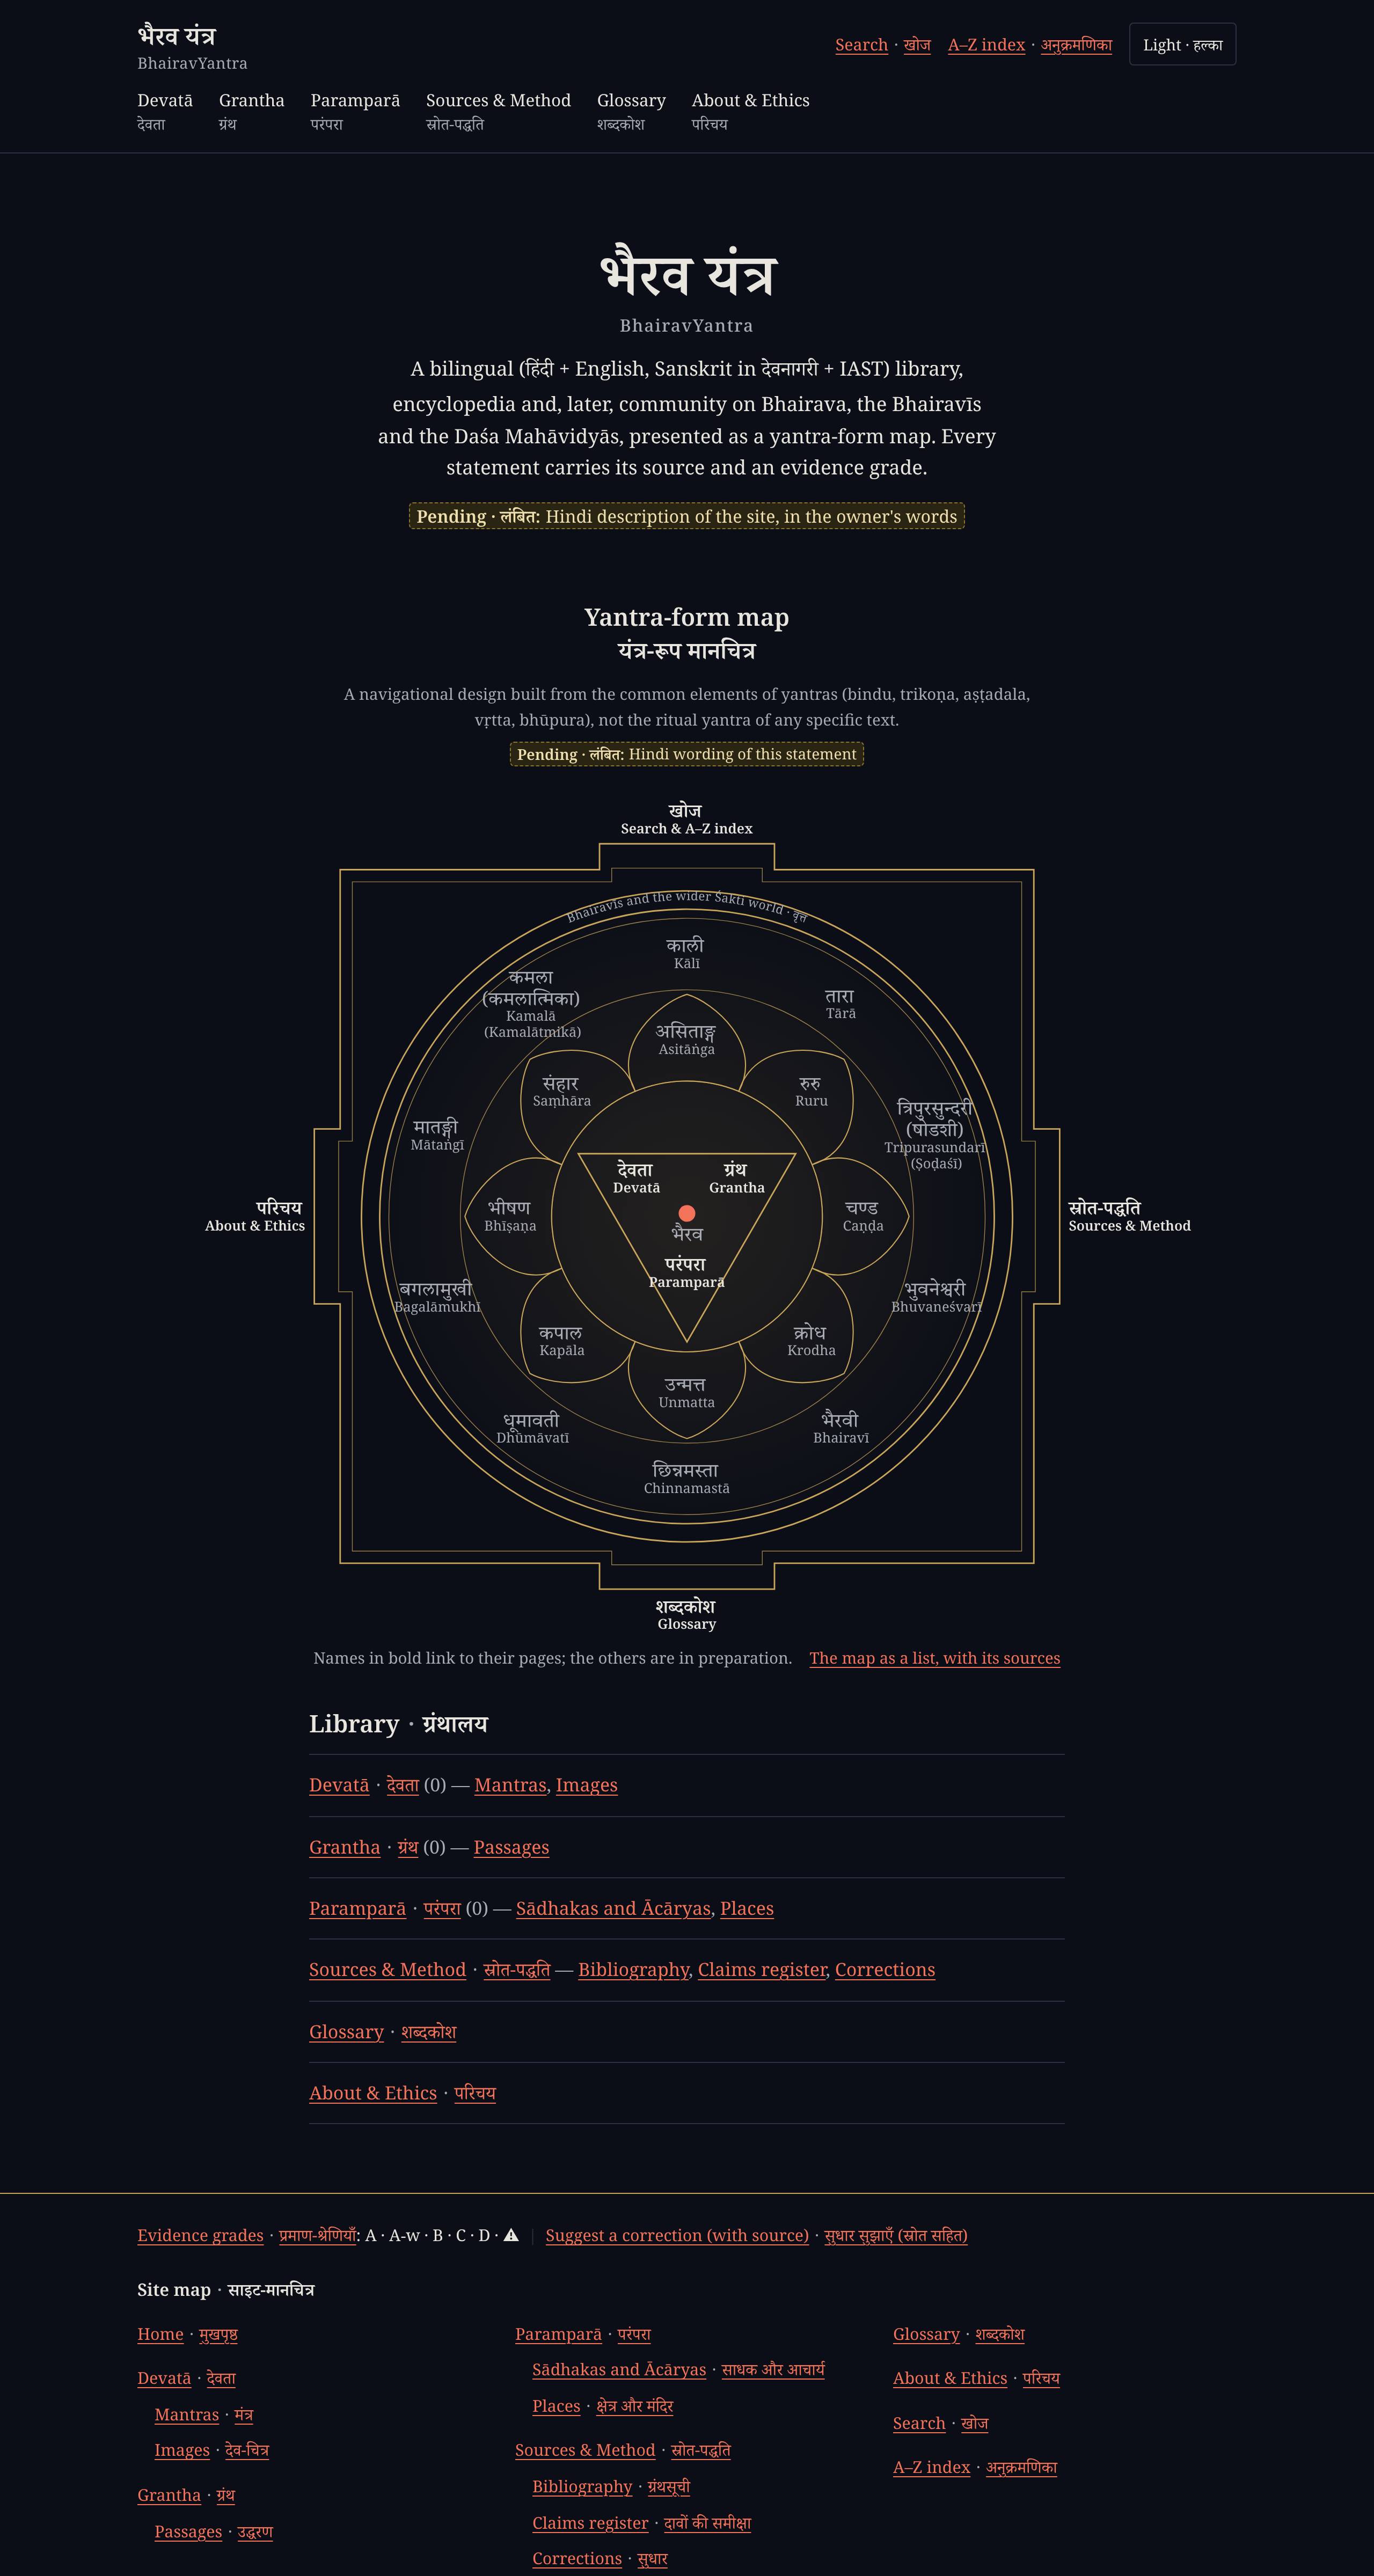 भैरव यंत्र
BhairavYantra
Search · खोज A–Z index · अनुक्रमणिका Light · हल्का
Devatā Grantha Paramparā Sources & Method Glossary About & Ethics
देवता ग्रंथ परंपरा स्रोत-पद्धति शब्दकोश परिचय
भैरव यंत्र
BhairavYantra
A bilingual (हिंदी + English, Sanskrit in देवनागरी + IAST) library,
encyclopedia and, later, community on Bhairava, the Bhairavīs
and the Daśa Mahāvidyās, presented as a yantra-form map. Every
statement carries its source and an evidence grade.
Pending · लंबित: Hindi description of the site, in the owner's words
Yantra-form map
यंत्र-रूप मानचित्र
A navigational design built from the common elements of yantras (bindu, trikoṇa, aṣṭadala,
vṛtta, bhūpura), not the ritual yantra of any specific text.
Pending · लंबित: Hindi wording of this statement
खोज
Search & A–Z index
Bhairavīs and the wider Śakti world · वृत्त
काली
Kālī
कमला
(कमलात्मिका)
Kamalā
(Kamalātmikā)
तारा
Tārā
असिताङ्ग
Asitāṅga
संहार
Saṃhāra
रुरु
Ruru
मातङ्गी
Mātaṅgī
त्रिपुरसुन्दरी
(षोडशी)
Tripurasundarī
(Ṣoḍaśī)
देवता
Devatā
ग्रंथ
Grantha
परिचय
About & Ethics
भीषण
Bhīṣaṇa
भैरव
चण्ड
Caṇḍa
स्रोत-पद्धति
Sources & Method
परंपरा
Paramparā
बगलामुखी
Bagalāmukhī
भुवनेश्वरी
Bhuvaneśvarī
कपाल
Kapāla
क्रोध
Krodha
उन्मत्त
Unmatta
धूमावती
Dhūmāvatī
भैरवी
Bhairavī
छिन्नमस्ता
Chinnamastā
शब्दकोश
Glossary
Names in bold link to their pages; the others are in preparation. The map as a list, with its sources
Library · ग्रंथालय
Devatā · देवता (0) — Mantras, Images
Grantha · ग्रंथ (0) — Passages
Paramparā · परंपरा (0) — Sādhakas and Ācāryas, Places
Sources & Method · स्रोत-पद्धति — Bibliography, Claims register, Corrections
Glossary · शब्दकोश
About & Ethics · परिचय
Evidence grades · प्रमाण-श्रेणियाँ: A · A-w · B · C · D · ⚠ Suggest a correction (with source) · सुधार सुझाएँ (स्रोत सहित)
Site map · साइट-मानचित्र
Home · मुखपृष्ठ
Devatā · देवता
Mantras · मंत्र
Images · देव-चित्र
Grantha · ग्रंथ
Passages · उद्धरण
Paramparā · परंपरा
Sādhakas and Ācāryas · साधक और आचार्य
Places · क्षेत्र और मंदिर
Sources & Method · स्रोत-पद्धति
Bibliography · ग्रंथसूची
Claims register · दावों की समीक्षा
Corrections · सुधार
Glossary · शब्दकोश
About & Ethics · परिचय
Search · खोज
A–Z index · अनुक्रमणिका